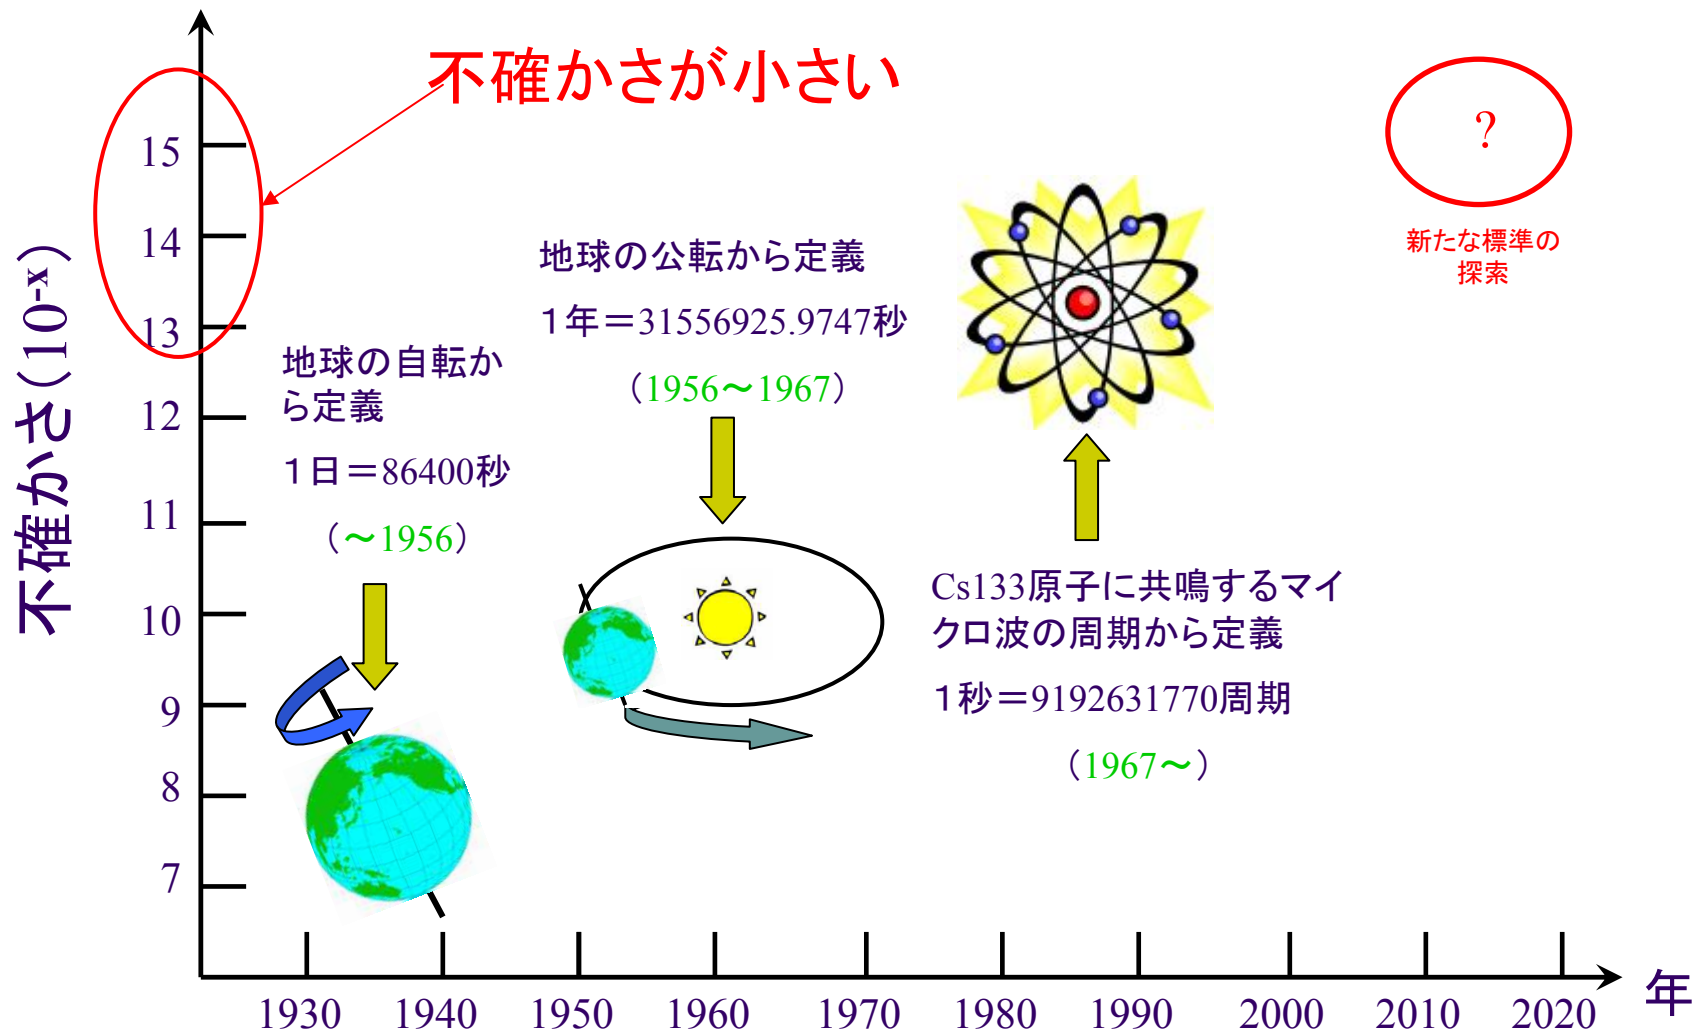 不確かさが小さい
?
新たな標準の
探索
不確かさ(10-x)
15
14
13
12
11
10
9
8
7
地球の自転か
ら定義
1日=86400秒
(~1956)
地球の公転から定義
1年=31556925.9747秒
(1956~1967)
Cs133原子に共鳴するマイ
クロ波の周期から定義
1秒=9192631770周期
(1967~)
1930 1940 1950 1960 1970 1980 1990 2000 2010 2020
年